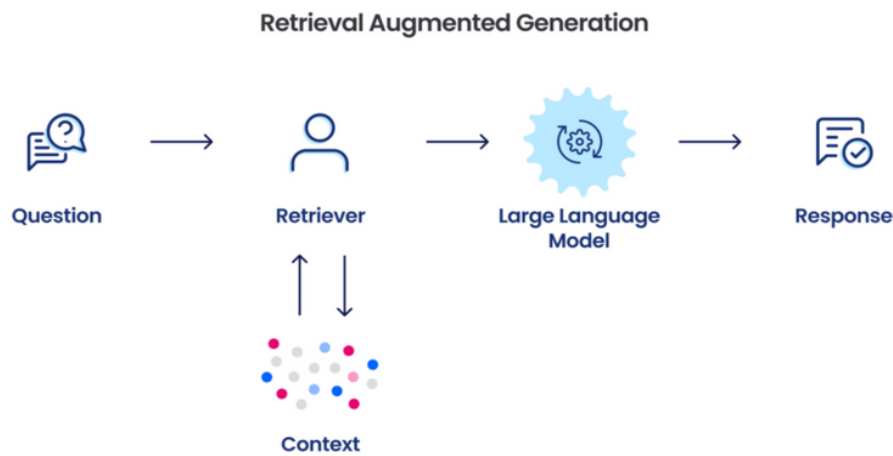 Retrieval Augmented Generation
?
Question
Retriever
Large Language
Model
Response
Context